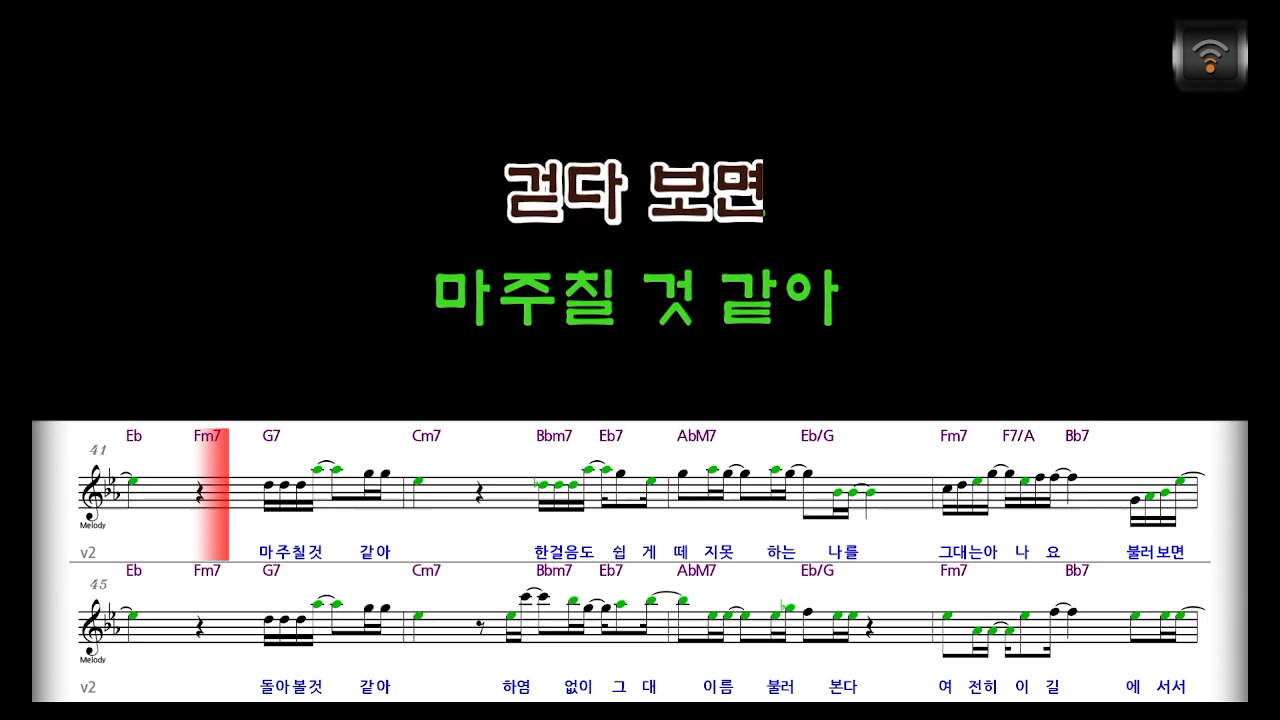 걷다 보면
마주칠 것 같아
Eb Fm7 G7 Cm7 Bbm7 Eb7 AbM7 Eb/G Fm7 F7/A Bb7
41
Melody
v2 마주칠것 같아 한걸음도 쉽 게 떼 지못 하는 나를 그대는아 나 요 불러보면
Eb Fm7 G7 Cm7 Bbm7 Eb7 AbM7 Eb/G Fm7 Bb7
45
Melody
v2 돌아볼것 같아 하염 없이 그 대 이름 불러 본다 여 전히 이 길 에 서서